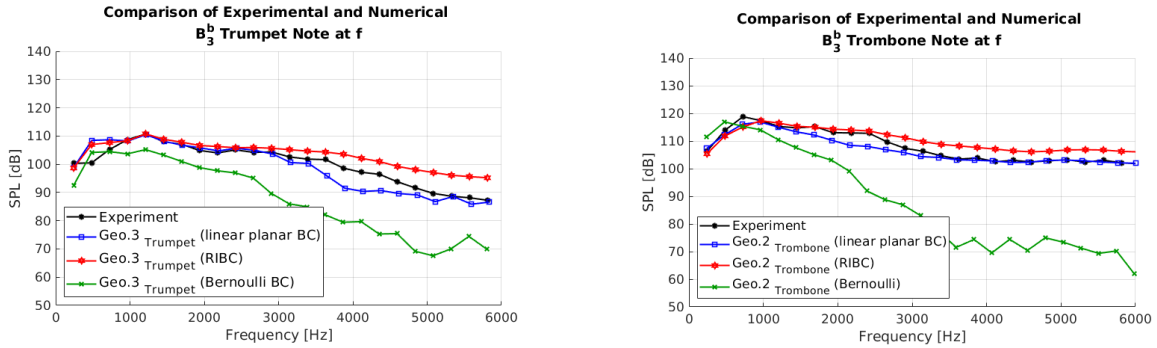 Comparison of Experimental and Numerical
B♭3 Trumpet Note at f
140
130
120
110
100
90
80
70
60
50
SPL [dB]
Experiment
Geo.3 Trumpet (linear planar BC)
Geo.3 Trumpet (RIBC)
Geo.3 Trumpet (Bernoulli BC)
0 1000 2000 3000 4000 5000 6000
Frequency [Hz]
Comparison of Experimental and Numerical
B♭3 Trombone Note at f
140
130
120
110
100
90
80
70
60
50
SPL [dB]
Experiment
Geo.2 Trombone (linear planar BC)
Geo.2 Trombone (RIBC)
Geo.2 Trombone (Bernoulli)
0 1000 2000 3000 4000 5000 6000
Frequency [Hz]